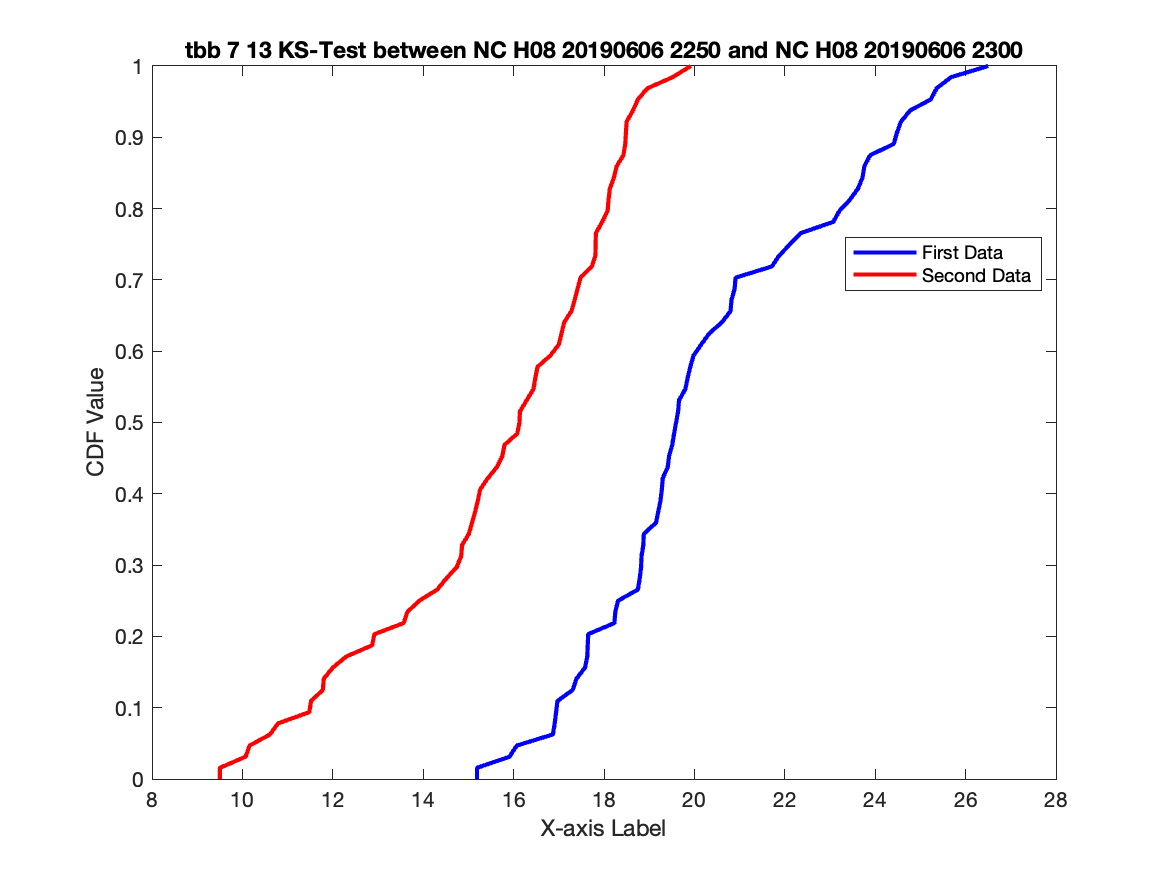 tbb 7 13 KS-Test between NC H08 20190606 2250 and NC H08 20190606 2300
1
0.9
0.8
0.7
0.6
0.5
0.4
0.3
0.2
0.1
0
CDF Value
First Data
Second Data
8 10 12 14 16 18 20 22 24 26 28
X-axis Label